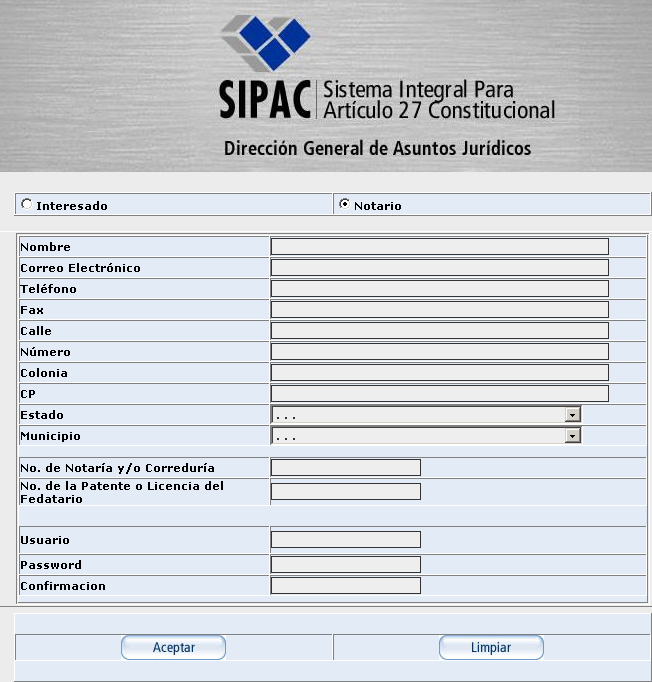 SIPAC
Sistema Integral Para
Artículo 27 Constitucional
Dirección General de Asuntos Jurídicos
Interesado Notario
Nombre
Correo Electrónico
Teléfono
Fax
Calle
Número
Colonia
CP
Estado ...
Municipio ...
No. de Notaría y/o Correduría
No. de la Patente o Licencia del
Fedatario
Usuario
Password
Confirmacion
Aceptar Limpiar